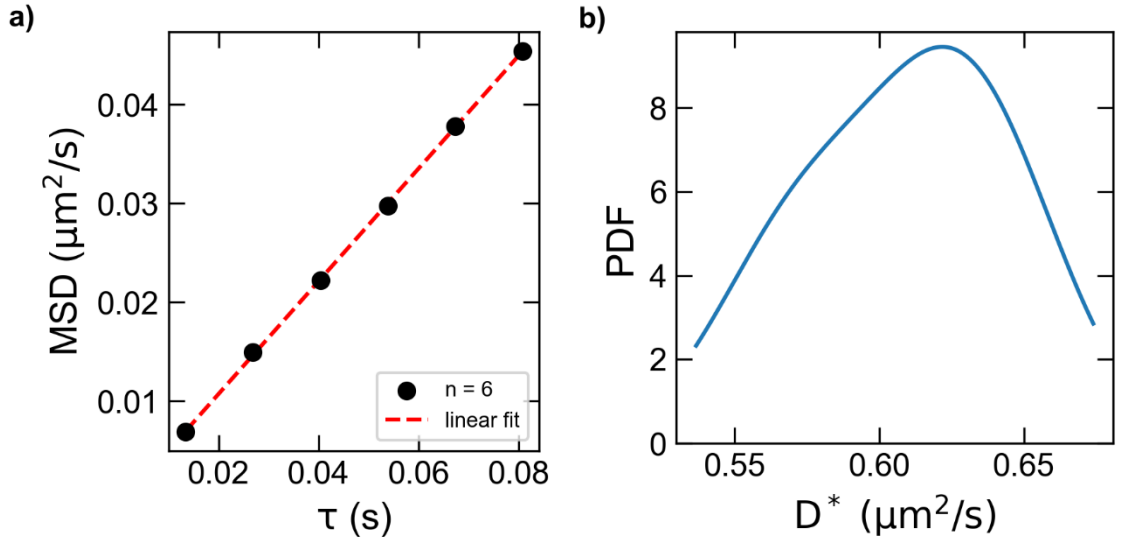 a)
MSD (μm²/s)
0.04
0.03
0.02
0.01
n = 6
linear fit
0.02 0.04 0.06 0.08
τ (s)
b)
PDF
8
6
4
2
0
0.55 0.60 0.65
D* (μm²/s)